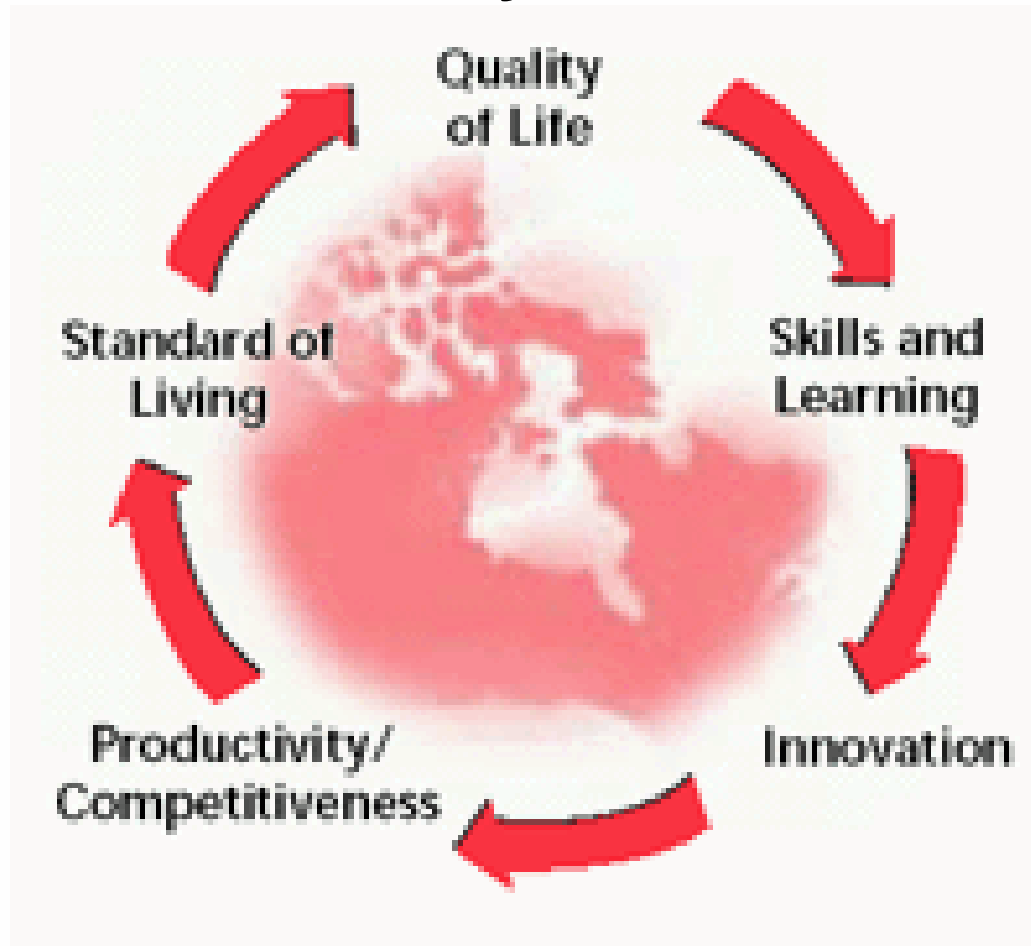 Quality
of Life
Skills and
Learning
Innovation
Productivity/
Competitiveness
Standard of
Living